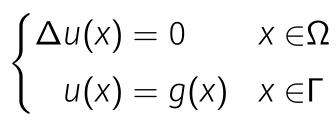 Δu(x) = 0 x ∈Ω
u(x) = g(x) x ∈Γ